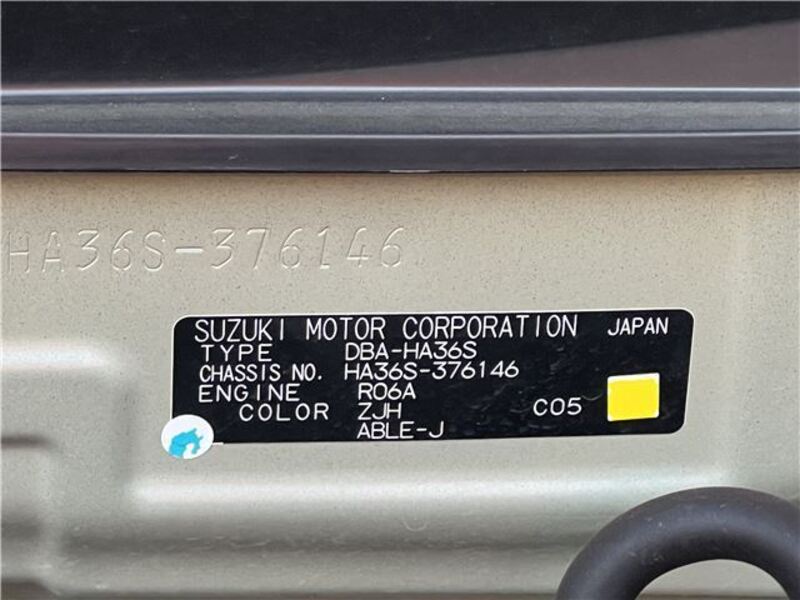 HA36S-376146
SUZUKI MOTOR CORPORATION JAPAN
TYPE DBA-HA36S
CHASSIS NO. HA36S-376146
ENGINE R06A
COLOR ZJH C05
ABLE-J